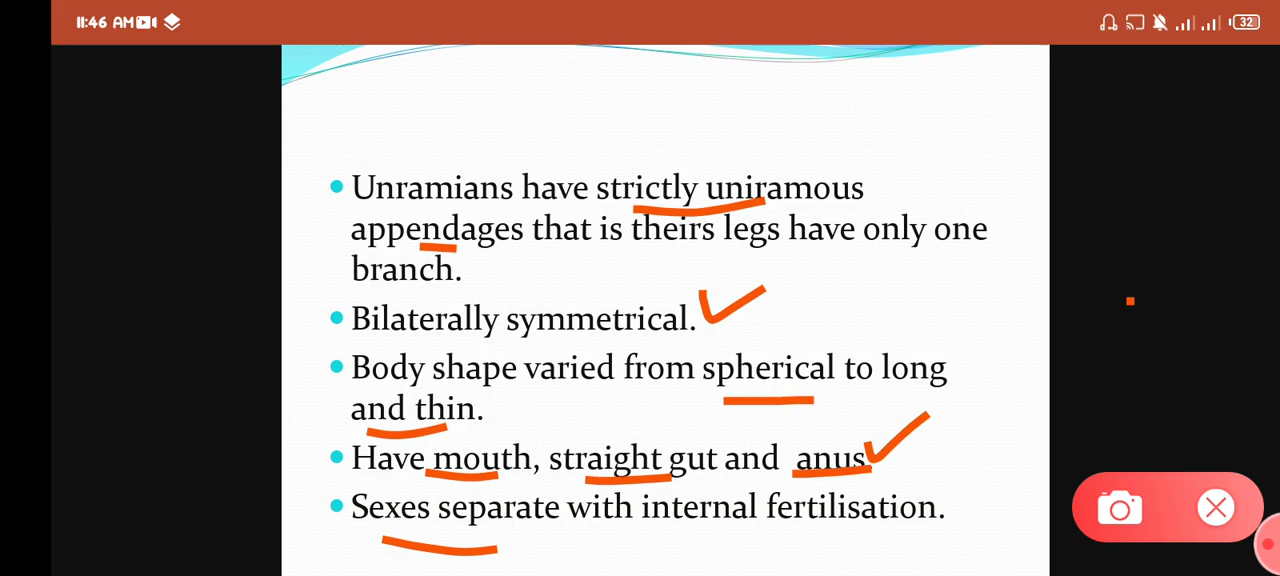 11:46 AM
32
Unramians have strictly uniramous
appendages that is theirs legs have only one
branch.
Bilaterally symmetrical.
Body shape varied from spherical to long
and thin.
Have mouth, straight gut and anus.
Sexes separate with internal fertilisation.